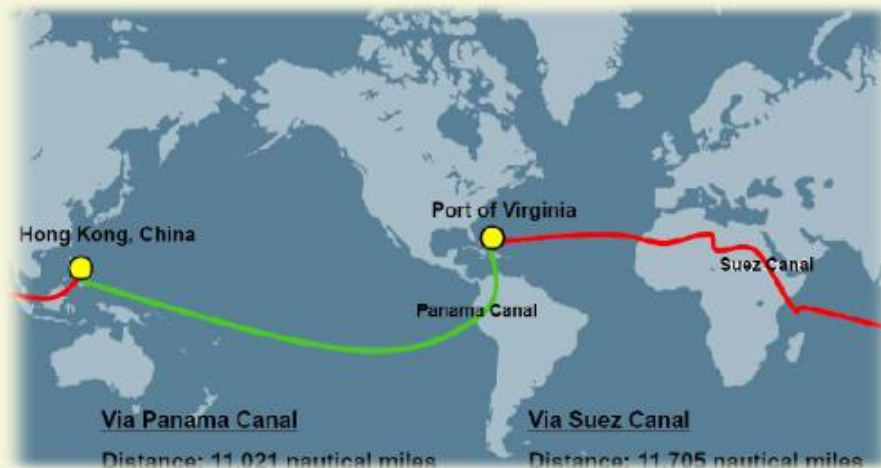 Port of Virginia
Hong Kong, China
Suez Canal
Panama Canal
Via Panama Canal
Via Suez Canal
Distance: 11,021 nautical miles
Distance: 11,705 nautical miles